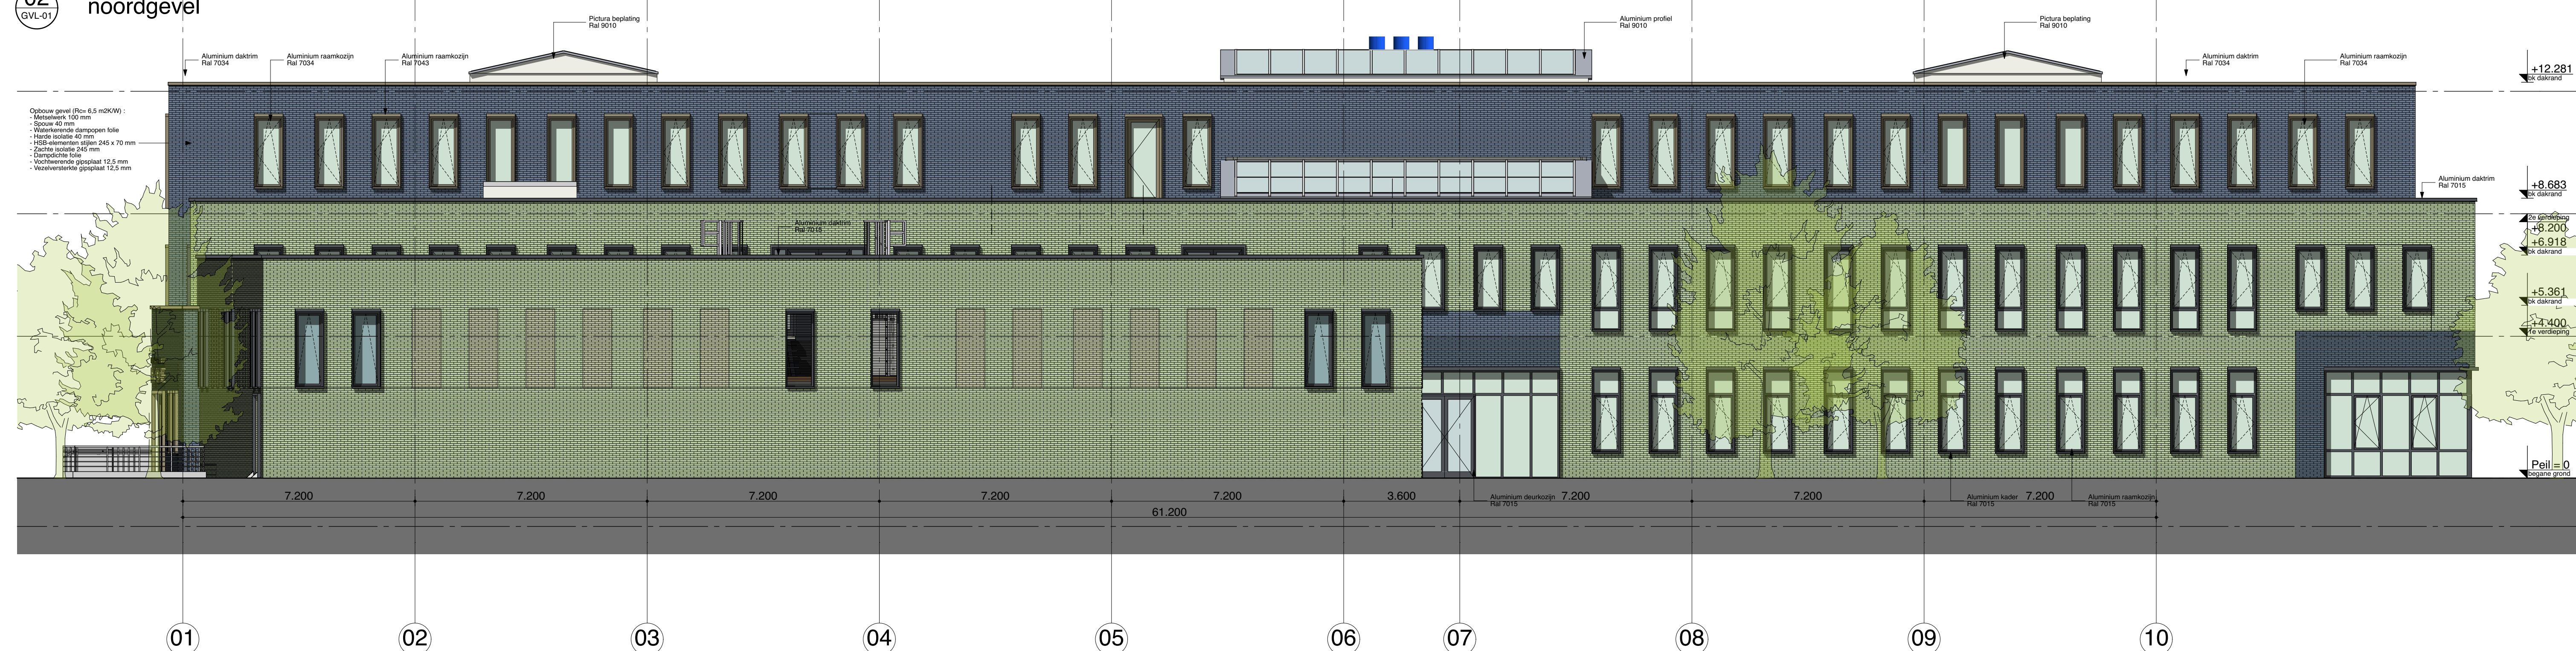 02
GVL-01
noordgevel
Pictura beplating
Ral 9010
Aluminium profiel
Ral 9010
Pictura beplating
Ral 9010
Aluminium daktrim
Ral 7034
Aluminium raamkozijn
Ral 7034
Aluminium raamkozijn
Ral 7043
Aluminium daktrim
Ral 7034
Aluminium raamkozijn
Ral 7034
+12.281
bk dakrand
Opbouw gevel (Rc= 6,5 m2K/W) :
- Metselwerk 100 mm
- Spouw 40 mm
- Waterkerende dampopen folie
- Harde isolatie 40 mm
- HSB-elementen stijlen 245 x 70 mm
- Zachte isolatie 245 mm
- Dampdichte folie
- Vochtwerende gipsplaat 12,5 mm
- Vezelversterkte gipsplaat 12,5 mm
Aluminium daktrim
Ral 7015
+8.683
bk dakrand
2e verdieping
+8.200
Aluminium daktrim
Ral 7015
+6.918
bk dakrand
+5.361
bk dakrand
+4.400
1e verdieping
Peil = 0
begane grond
7.200
7.200
7.200
7.200
7.200
3.600
7.200
7.200
7.200
Aluminium deurkozijn
Ral 7015
Aluminium kader
Ral 7015
Aluminium raamkozijn
Ral 7015
61.200
01
02
03
04
05
06
07
08
09
10